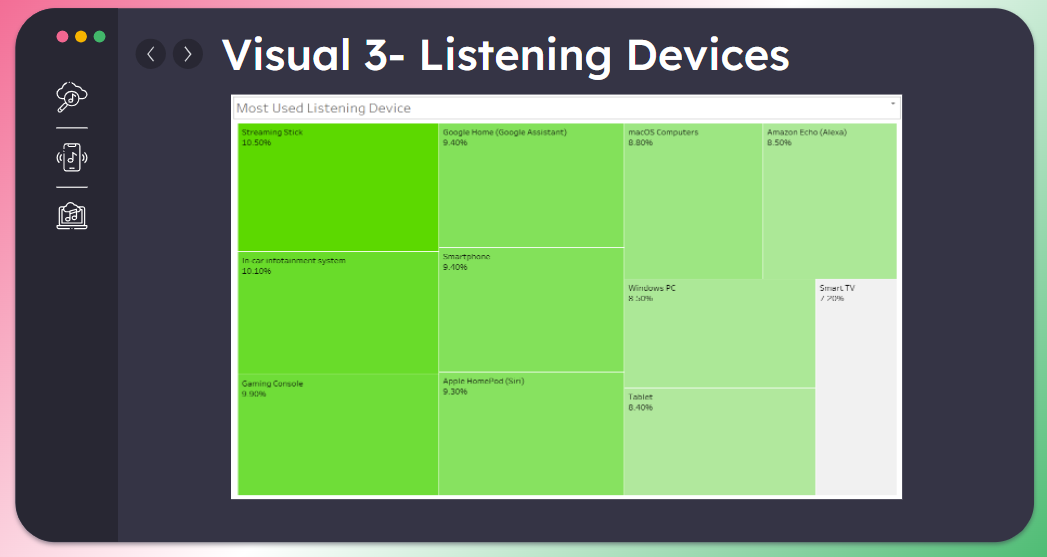 Visual 3- Listening Devices
Most Used Listening Device
Streaming Stick
10.50%
In-car infotainment system
10.10%
Gaming Console
9.90%
Google Home (Google Assistant)
9.40%
Smartphone
9.40%
Apple HomePod (Siri)
9.30%
macOS Computers
8.80%
Amazon Echo (Alexa)
8.50%
Windows PC
8.50%
Smart TV
7.20%
Tablet
8.40%